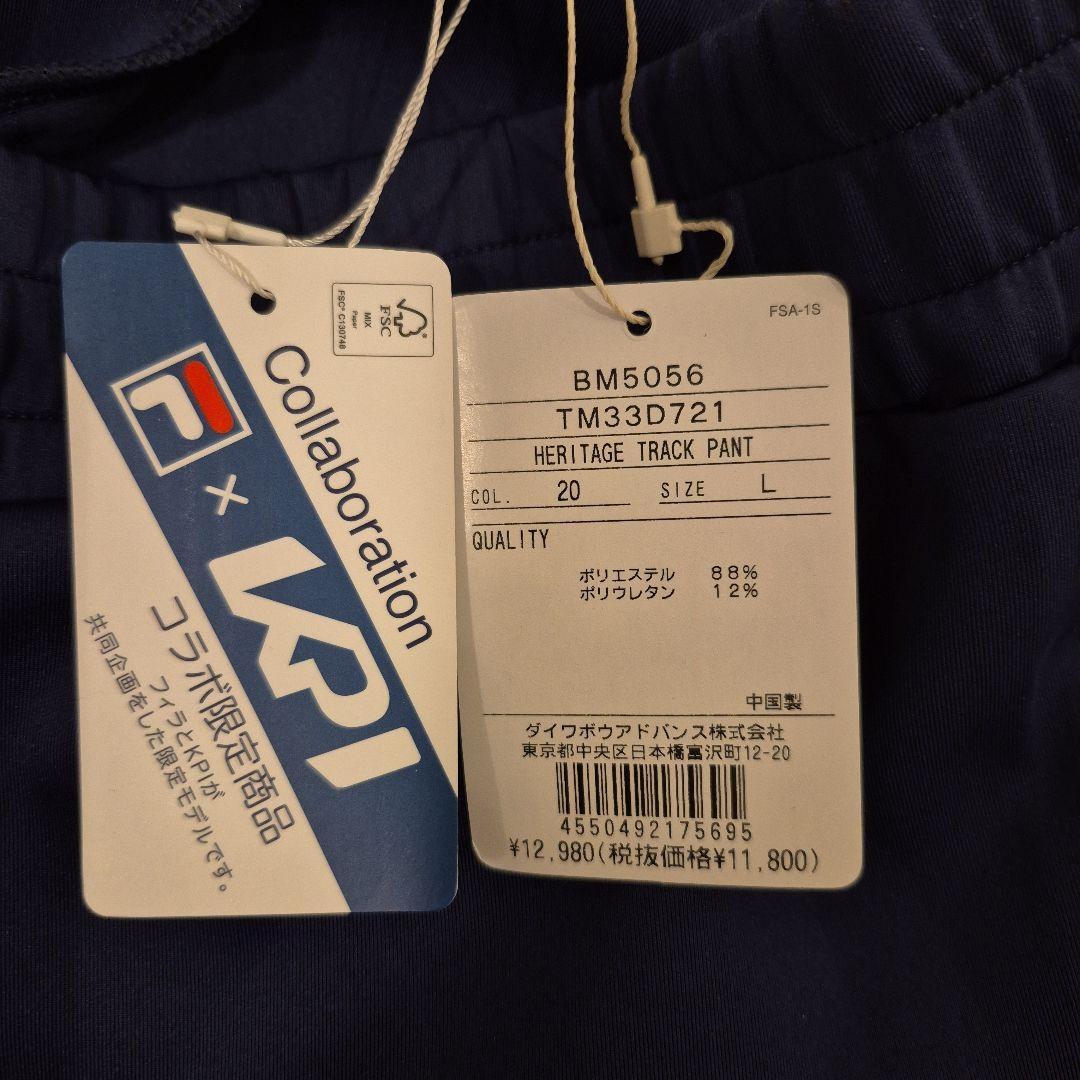 FSC
MIX
Paper
FSC® C130748
F
×
KPI
Collaboration
コラボ限定商品
フィラとKPIが
共同企画をした限定モデルです。
FSA-1S
BM5056
TM33D721
HERITAGE TRACK PANT
COL. 20 SIZE L
QUALITY
ポリエステル 88%
ポリウレタン 12%
中国製
ダイワボウアドバンス株式会社
東京都中央区日本橋富沢町12-20
4550492175695
¥12,980(税抜価格¥11,800)